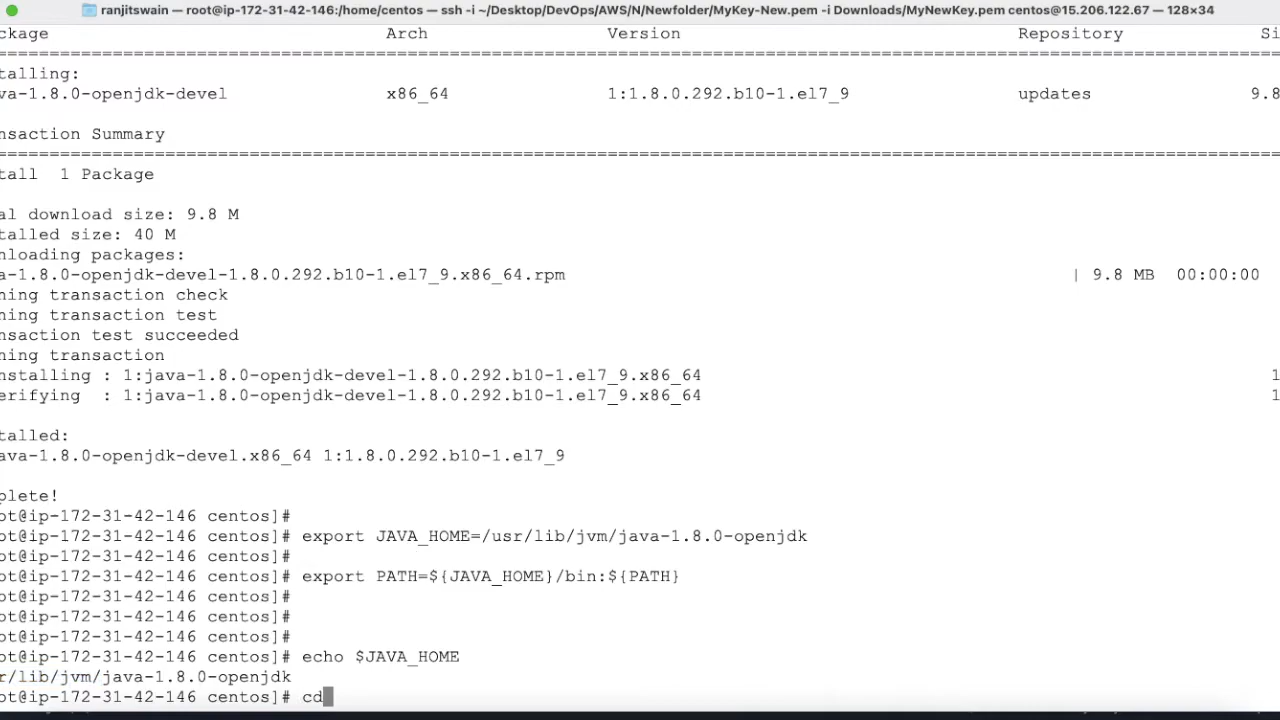 ranjitswain — root@ip-172-31-42-146:/home/centos — ssh -i ~/Desktop/DevOps/AWS/N/Newfolder/MyKey-New.pem -i Downloads/MyNewKey.pem centos@15.206.122.67 — 128×34
ckage Arch Version Repository Si
================================================================================
talling:
va-1.8.0-openjdk-devel x86_64 1:1.8.0.292.b10-1.el7_9 updates 9.8
nsaction Summary
================================================================================
tall  1 Package
al download size: 9.8 M
talled size: 40 M
nloading packages:
a-1.8.0-openjdk-devel-1.8.0.292.b10-1.el7_9.x86_64.rpm | 9.8 MB  00:00:00
ning transaction check
ning transaction test
nsaction test succeeded
ning transaction
nstalling : 1:java-1.8.0-openjdk-devel-1.8.0.292.b10-1.el7_9.x86_64 1
erifying  : 1:java-1.8.0-openjdk-devel-1.8.0.292.b10-1.el7_9.x86_64 1
talled:
ava-1.8.0-openjdk-devel.x86_64 1:1.8.0.292.b10-1.el7_9
plete!
ot@ip-172-31-42-146 centos]#
ot@ip-172-31-42-146 centos]# export JAVA_HOME=/usr/lib/jvm/java-1.8.0-openjdk
ot@ip-172-31-42-146 centos]#
ot@ip-172-31-42-146 centos]# export PATH=${JAVA_HOME}/bin:${PATH}
ot@ip-172-31-42-146 centos]#
ot@ip-172-31-42-146 centos]#
ot@ip-172-31-42-146 centos]#
ot@ip-172-31-42-146 centos]# echo $JAVA_HOME
r/lib/jvm/java-1.8.0-openjdk
ot@ip-172-31-42-146 centos]# cd